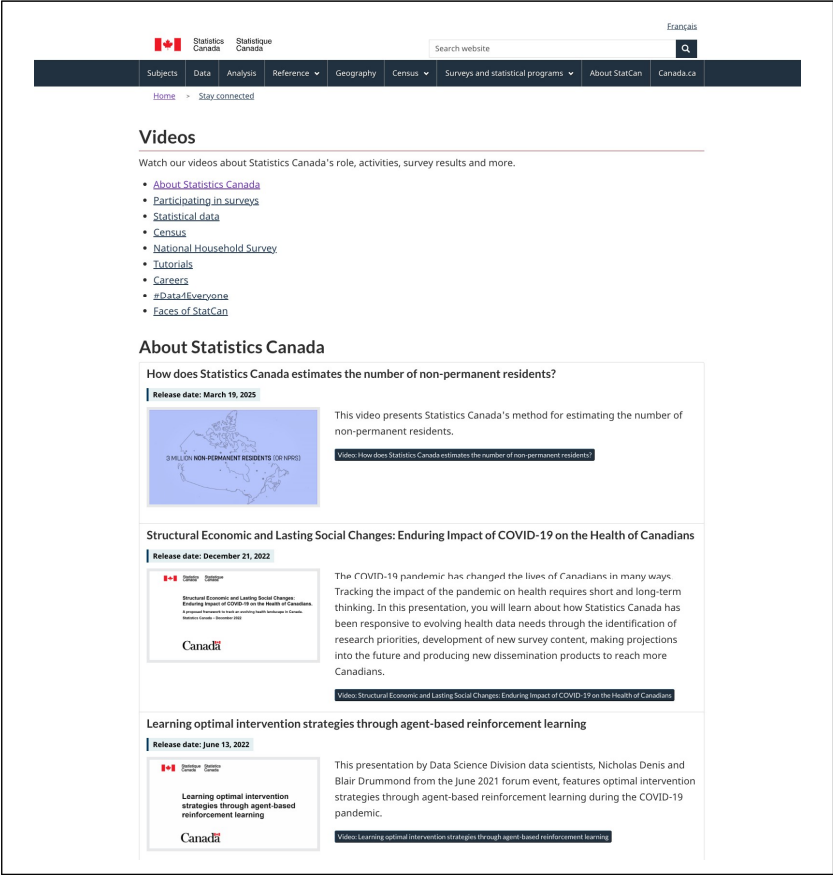 Français
Statistics Canada
Statistique Canada
Search website
Subjects
Data
Analysis
Reference
Geography
Census
Surveys and statistical programs
About StatCan
Canada.ca
Home > Stay connected
Videos
Watch our videos about Statistics Canada's role, activities, survey results and more.
• About Statistics Canada
• Participating in surveys
• Statistical data
• Census
• National Household Survey
• Tutorials
• Careers
• #Data4Everyone
• Faces of StatCan
About Statistics Canada
How does Statistics Canada estimates the number of non-permanent residents?
Release date: March 19, 2025
3 MILLION NON-PERMANENT RESIDENTS (OR NPRS)
This video presents Statistics Canada's method for estimating the number of
non-permanent residents.
Video: How does Statistics Canada estimates the number of non-permanent residents?
Structural Economic and Lasting Social Changes: Enduring Impact of COVID-19 on the Health of Canadians
Release date: December 21, 2022
Statistics Canada
Statistique Canada
Structural Economic and Lasting Social Changes:
Enduring Impact of COVID-19 on the Health of Canadians.
A proposed framework to track an evolving health landscape in Canada.
Statistics Canada – December 2022
Canada
The COVID-19 pandemic has changed the lives of Canadians in many ways.
Tracking the impact of the pandemic on health requires short and long-term
thinking. In this presentation, you will learn about how Statistics Canada has
been responsive to evolving health data needs through the identification of
research priorities, development of new survey content, making projections
into the future and producing new dissemination products to reach more
Canadians.
Video: Structural Economic and Lasting Social Changes: Enduring Impact of COVID-19 on the Health of Canadians
Learning optimal intervention strategies through agent-based reinforcement learning
Release date: June 13, 2022
Statistique Canada
Statistics Canada
Learning optimal intervention
strategies through agent-based
reinforcement learning
Canada
This presentation by Data Science Division data scientists, Nicholas Denis and
Blair Drummond from the June 2021 forum event, features optimal intervention
strategies through agent-based reinforcement learning during the COVID-19
pandemic.
Video: Learning optimal intervention strategies through agent-based reinforcement learning